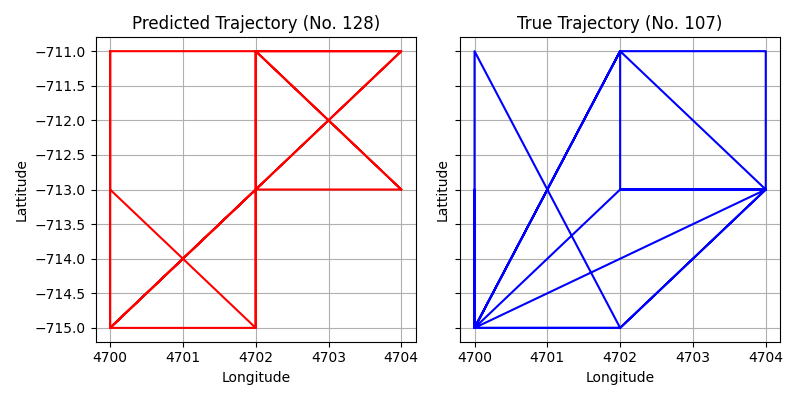 Predicted Trajectory (No. 128)
True Trajectory (No. 107)
−711.0
−711.5
−712.0
−712.5
−713.0
−713.5
−714.0
−714.5
−715.0
Lattitude
Lattitude
4700 4701 4702 4703 4704
4700 4701 4702 4703 4704
Longitude
Longitude